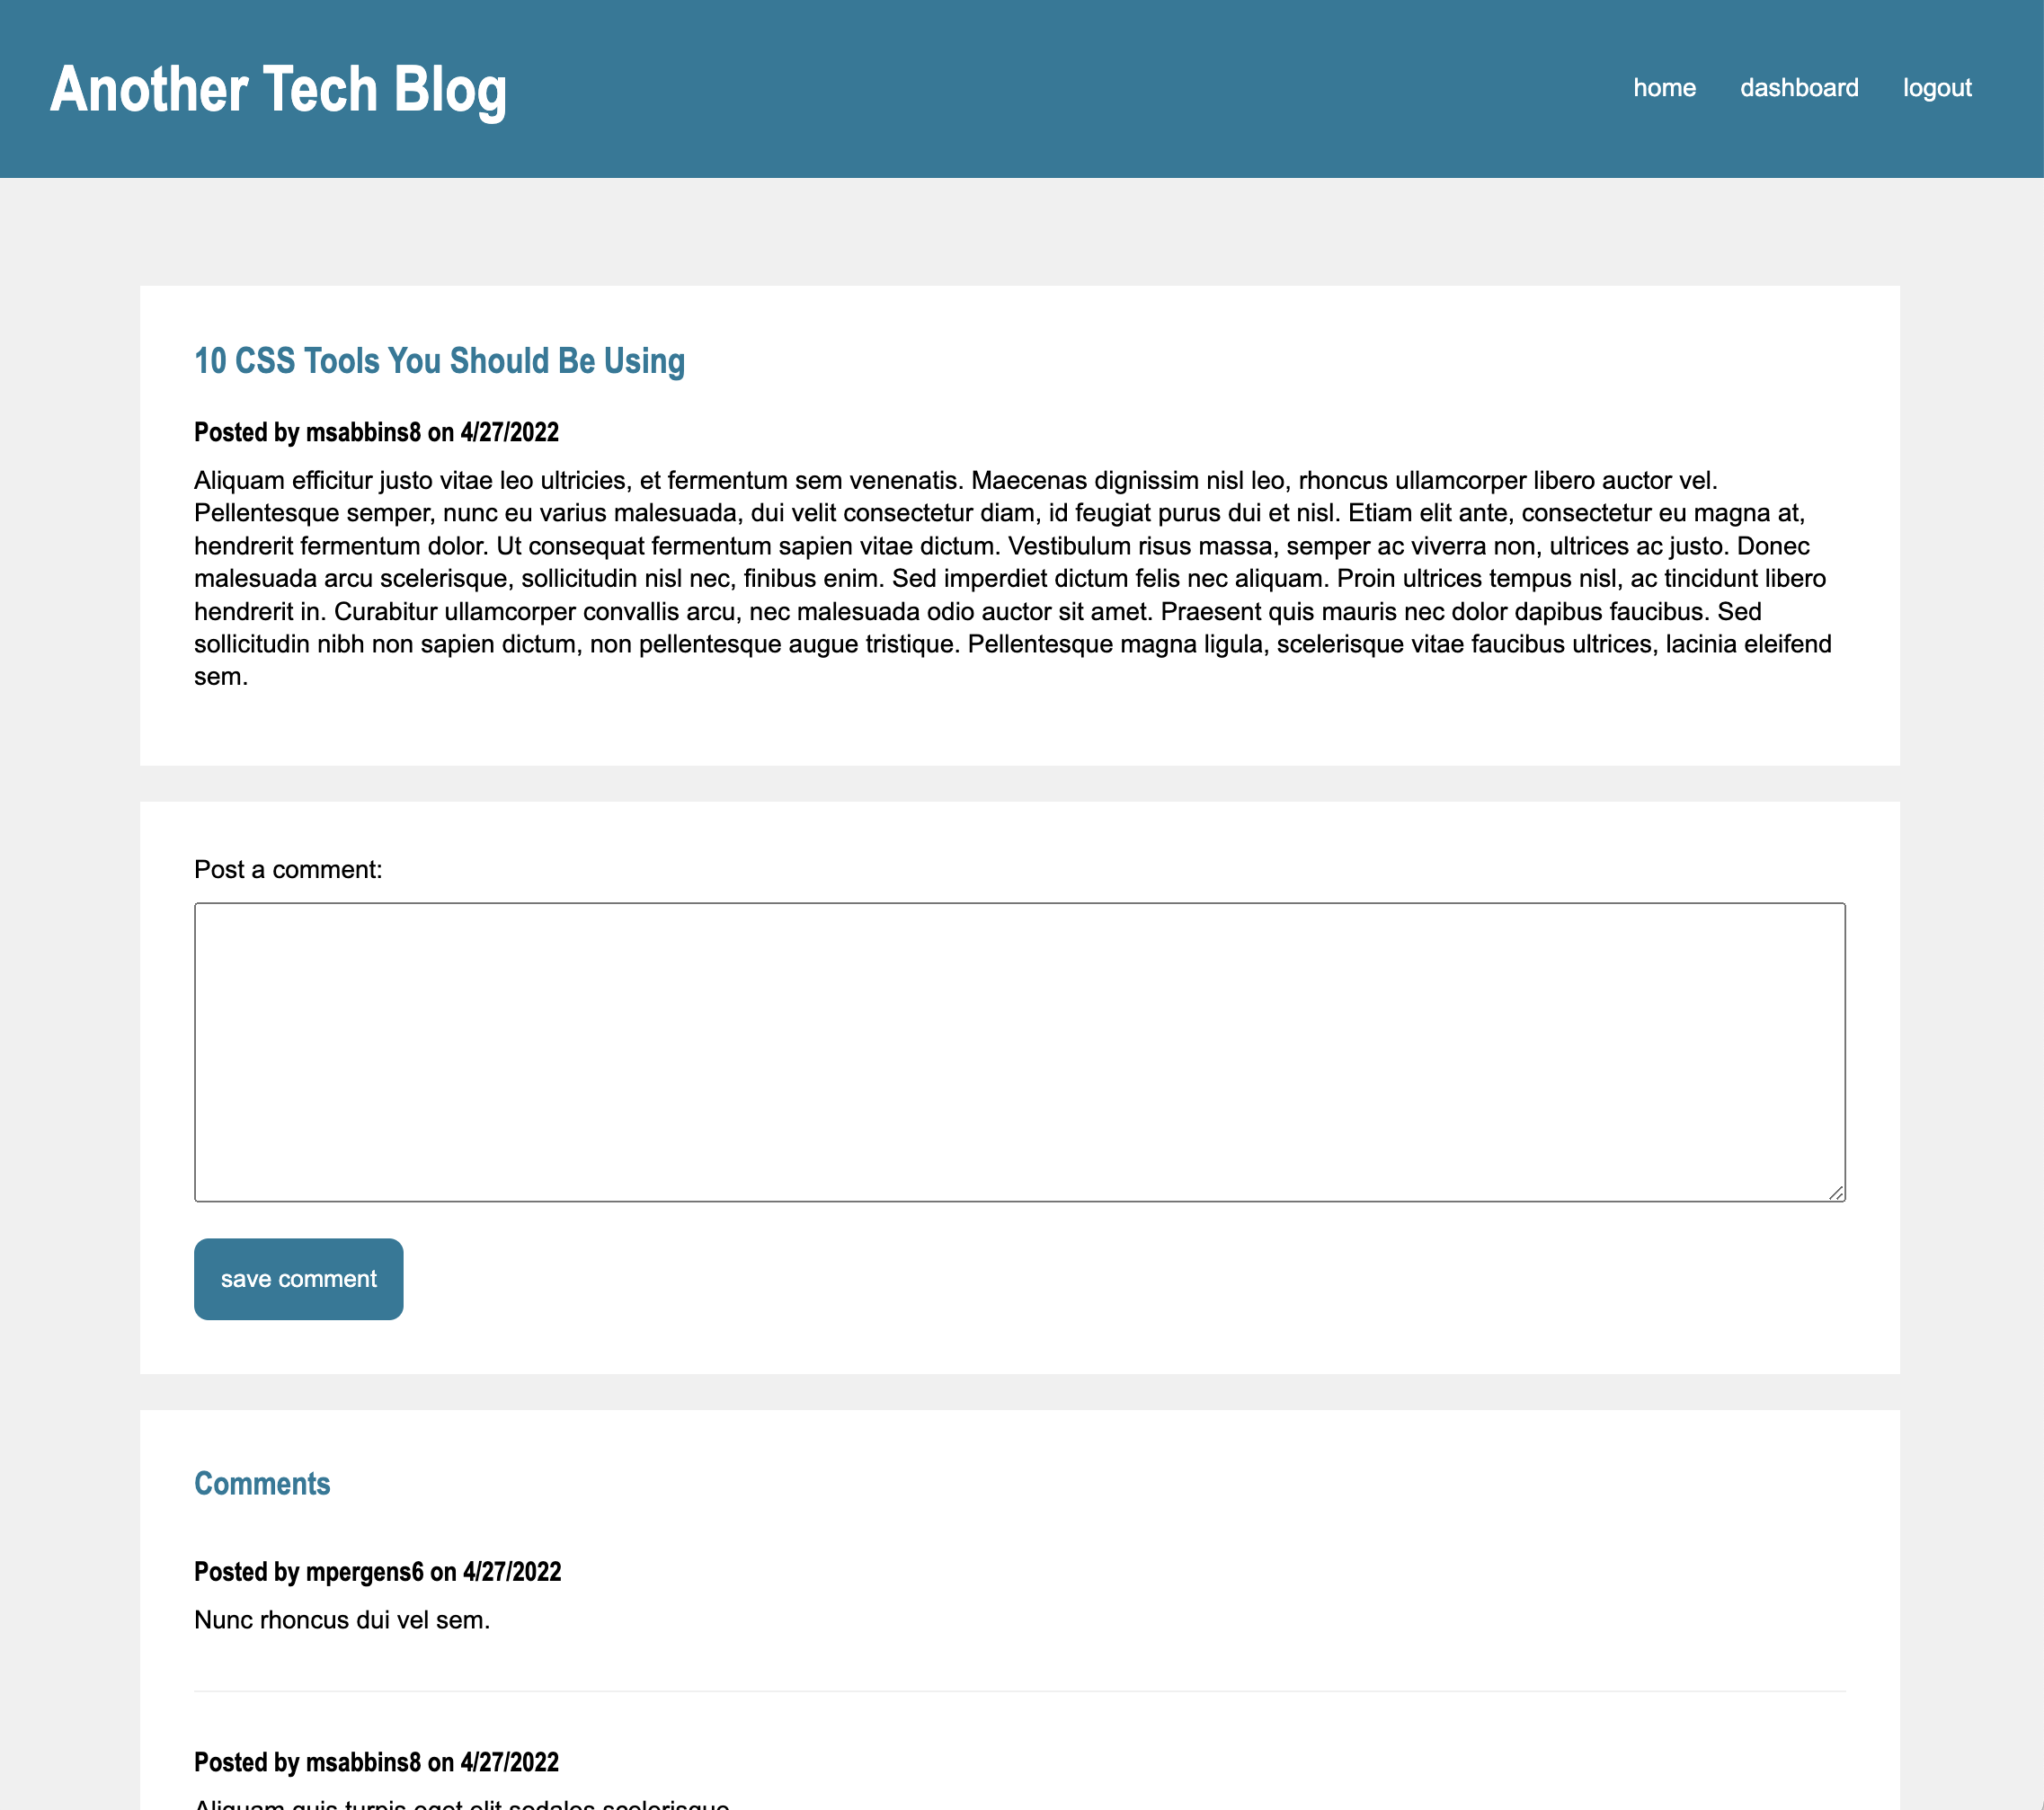 Another Tech Blog
home dashboard logout
10 CSS Tools You Should Be Using
Posted by msabbins8 on 4/27/2022
Aliquam efficitur justo vitae leo ultricies, et fermentum sem venenatis. Maecenas dignissim nisl leo, rhoncus ullamcorper libero auctor vel.
Pellentesque semper, nunc eu varius malesuada, dui velit consectetur diam, id feugiat purus dui et nisl. Etiam elit ante, consectetur eu magna at,
hendrerit fermentum dolor. Ut consequat fermentum sapien vitae dictum. Vestibulum risus massa, semper ac viverra non, ultrices ac justo. Donec
malesuada arcu scelerisque, sollicitudin nisl nec, finibus enim. Sed imperdiet dictum felis nec aliquam. Proin ultrices tempus nisl, ac tincidunt libero
hendrerit in. Curabitur ullamcorper convallis arcu, nec malesuada odio auctor sit amet. Praesent quis mauris nec dolor dapibus faucibus. Sed
sollicitudin nibh non sapien dictum, non pellentesque augue tristique. Pellentesque magna ligula, scelerisque vitae faucibus ultrices, lacinia eleifend
sem.
Post a comment:
save comment
Comments
Posted by mpergens6 on 4/27/2022
Nunc rhoncus dui vel sem.
Posted by msabbins8 on 4/27/2022
Aliquam quis turpis eget elit sodales scelerisque.